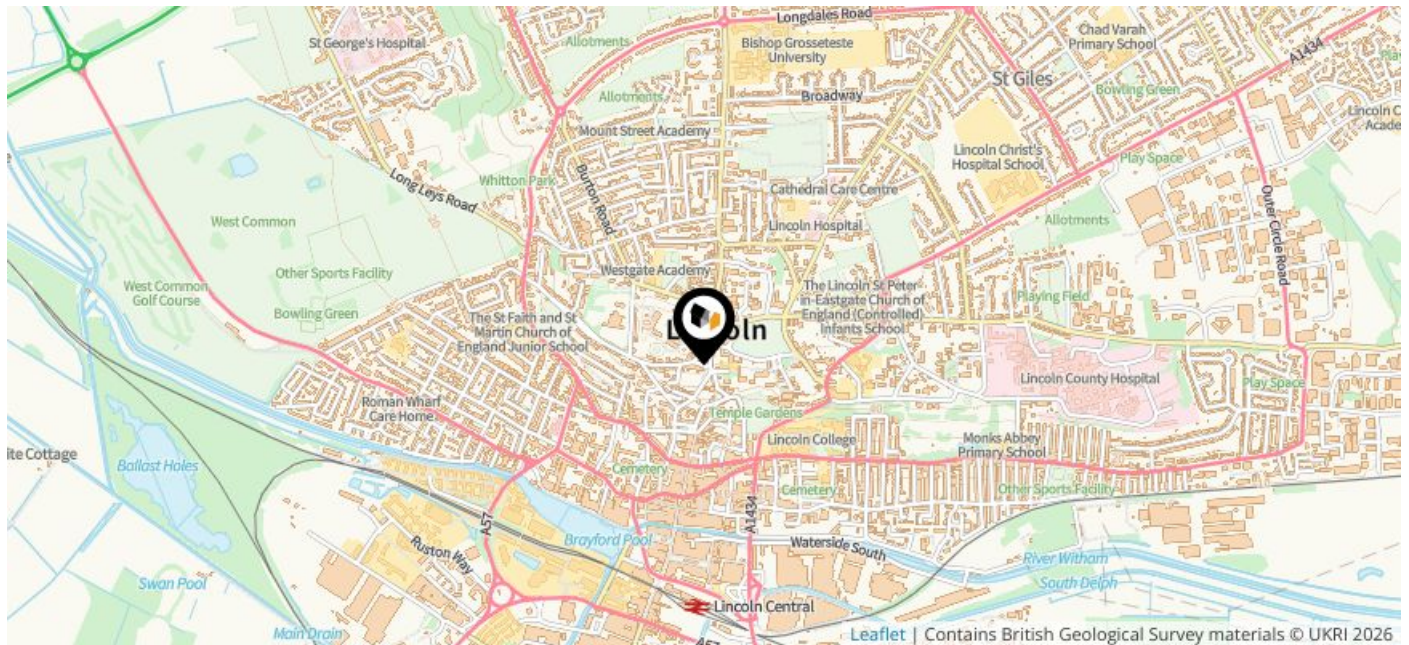 Longdales Road
St George's Hospital
Allotments
Bishop Grosseteste
University
Chad Varah
Primary School
A1434
St Giles
Allotments
Broadway
Bowling Green
Mount Street Academy
Lincoln Christ's
Hospital School
Play Space
Long Leys Road
Whitton Park
Burton Road
Cathedral Care Centre
West Common
Lincoln Hospital
Allotments
Outer Circle Road
Other Sports Facility
Westgate Academy
West Common
Golf Course
The Lincoln St Peter
in-Eastgate Church of
England (Controlled)
Infants School
Playing Field
Bowling Green
The St Faith and St
Martin Church of
England Junior School
Lincoln County Hospital
Play Space
Roman Wharf
Care Home
Temple Gardens
Lincoln College
Monks Abbey
Primary School
Ballast Holes
Cemetery
Cemetery
Other Sports Facility
A57
A1434
Ruston Way
Brayford Pool
Waterside South
River Witham
South Delph
Swan Pool
Lincoln Central
Main Drain
A57
Leaflet | Contains British Geological Survey materials © UKRI 2026